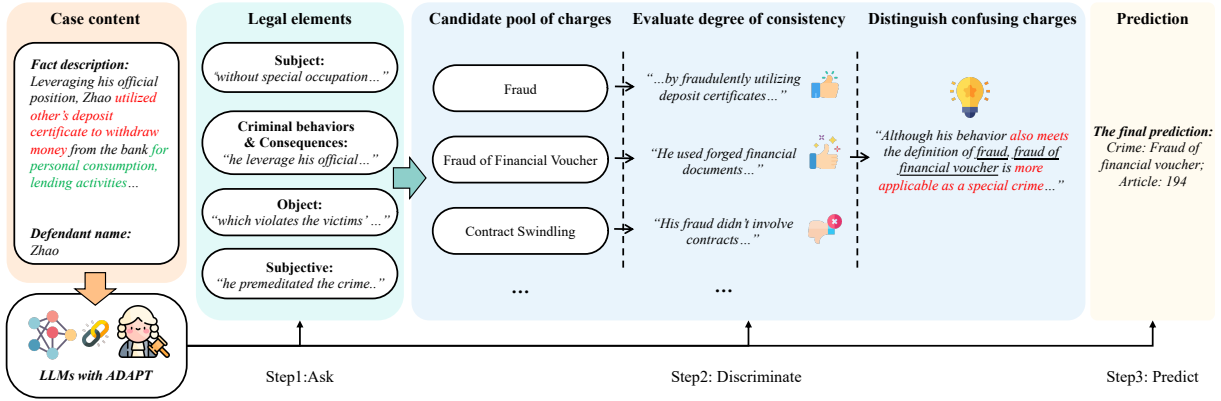 Case content
Fact description:
Leveraging his official
position, Zhao utilized
other's deposit
certificate to withdraw
money from the bank for
personal consumption,
lending activities…
Defendant name:
Zhao
LLMs with ADAPT
Legal elements
Subject:
“without special occupation…”
Criminal behaviors
& Consequences:
“he leverage his official…”
Object:
“which violates the victims’ …”
Subjective:
“he premeditated the crime..”
Step1:Ask
Candidate pool of charges
Fraud
Fraud of Financial Voucher
Contract Swindling
…
Evaluate degree of consistency
“…by fraudulently utilizing
deposit certificates…”
“He used forged financial
documents…”
“His fraud didn’t involve
contracts…”
…
Distinguish confusing charges
“Although his behavior also meets
the definition of fraud, fraud of
financial voucher is more
applicable as a special crime…”
Step2: Discriminate
Prediction
The final prediction:
Crime: Fraud of
financial voucher;
Article: 194
Step3: Predict